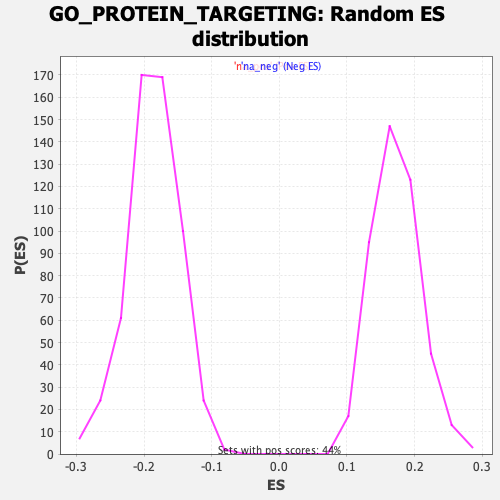 GO_PROTEIN_TARGETING: Random ES
distribution
'na_neg' (Neg ES)
170
160
150
140
130
120
110
100
90
80
70
60
50
40
30
20
10
0
P(ES)
Sets with pos scores: 44%
-0.3 -0.2 -0.1 0.0 0.1 0.2 0.3
ES